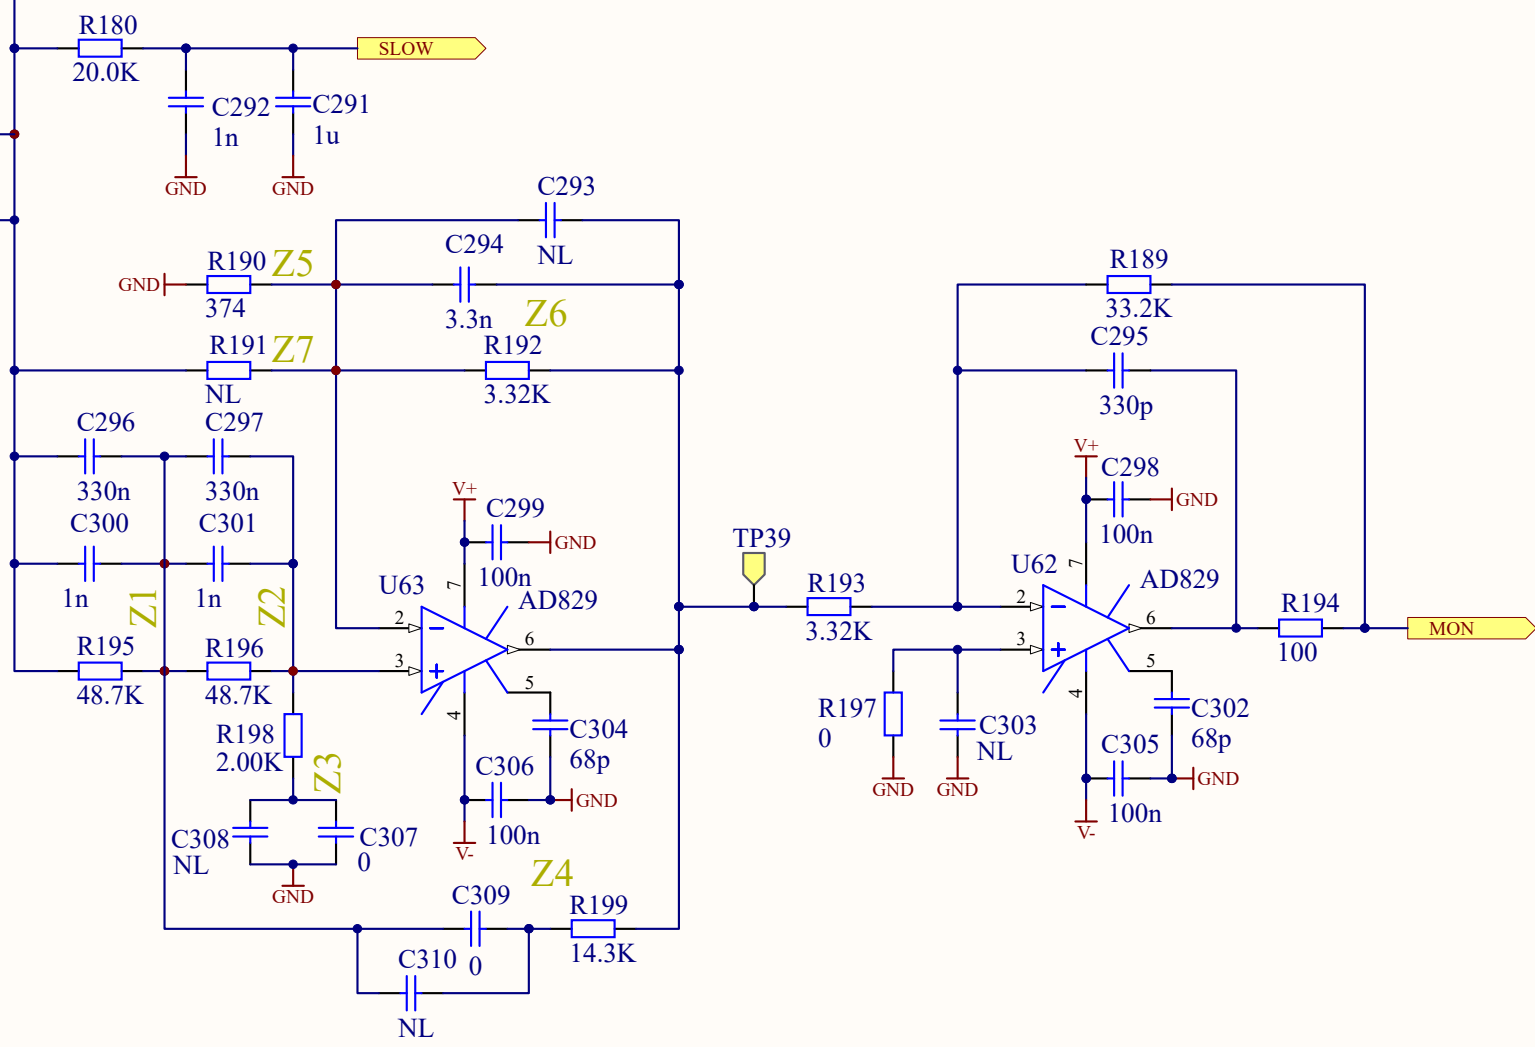 R180
20.0K
SLOW
C292
1n
C291
1u
GND
GND
C293
NL
C294
3.3n
Z6
GND
R190
374
Z5
R191
NL
Z7
R192
3.32K
C296
330n
C297
330n
C300
1n
C301
1n
Z1
Z2
R195
48.7K
R196
48.7K
R198
2.00K
Z3
C308
NL
C307
0
GND
V+
C299
100n
GND
U63
AD829
7
2
3
6
5
4
C304
68p
C306
100n
GND
V-
Z4
C309
0
R199
14.3K
C310
NL
TP39
R193
3.32K
R189
33.2K
C295
330p
V+
C298
100n
GND
U62
AD829
7
2
3
6
5
4
R194
100
MON
R197
0
C303
NL
GND
GND
C302
68p
C305
100n
GND
V-